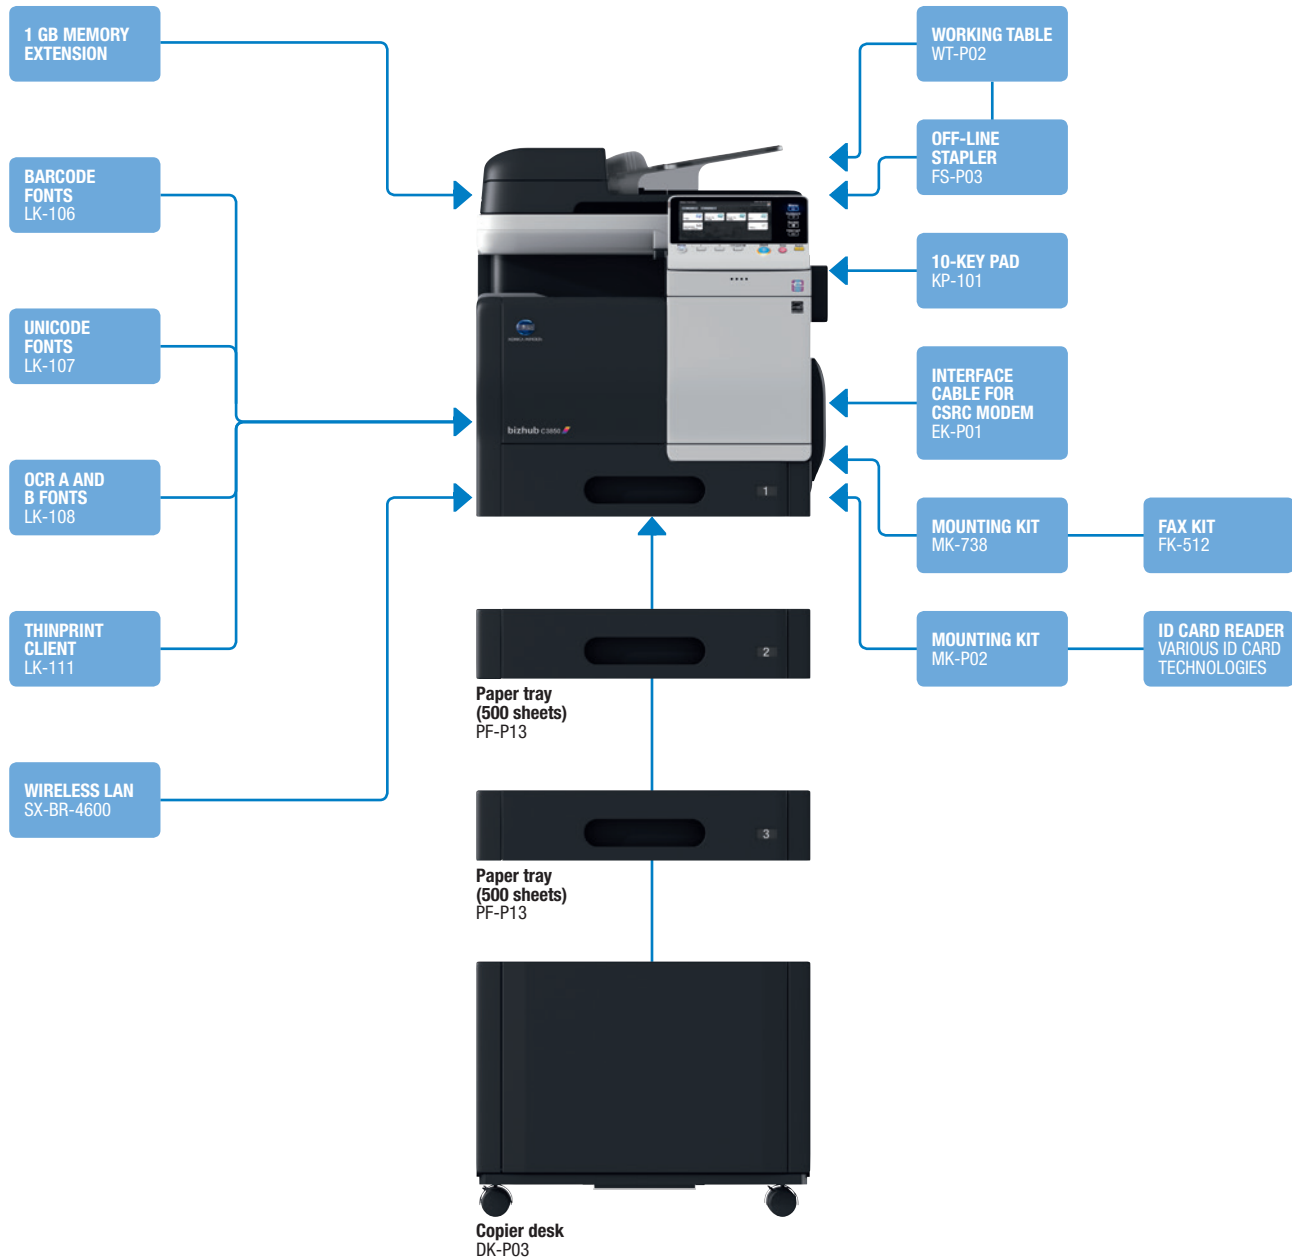 1 GB MEMORY
EXTENSION
BARCODE
FONTS
LK-106
UNICODE
FONTS
LK-107
OCR A AND
B FONTS
LK-108
THINPRINT
CLIENT
LK-111
WIRELESS LAN
SX-BR-4600
WORKING TABLE
WT-P02
OFF-LINE
STAPLER
FS-P03
10-KEY PAD
KP-101
INTERFACE
CABLE FOR
CSRC MODEM
EK-P01
MOUNTING KIT
MK-738
FAX KIT
FK-512
MOUNTING KIT
MK-P02
ID CARD READER
VARIOUS ID CARD
TECHNOLOGIES
KONICA MINOLTA
bizhub C3850
1
2
Paper tray
(500 sheets)
PF-P13
3
Paper tray
(500 sheets)
PF-P13
Copier desk
DK-P03